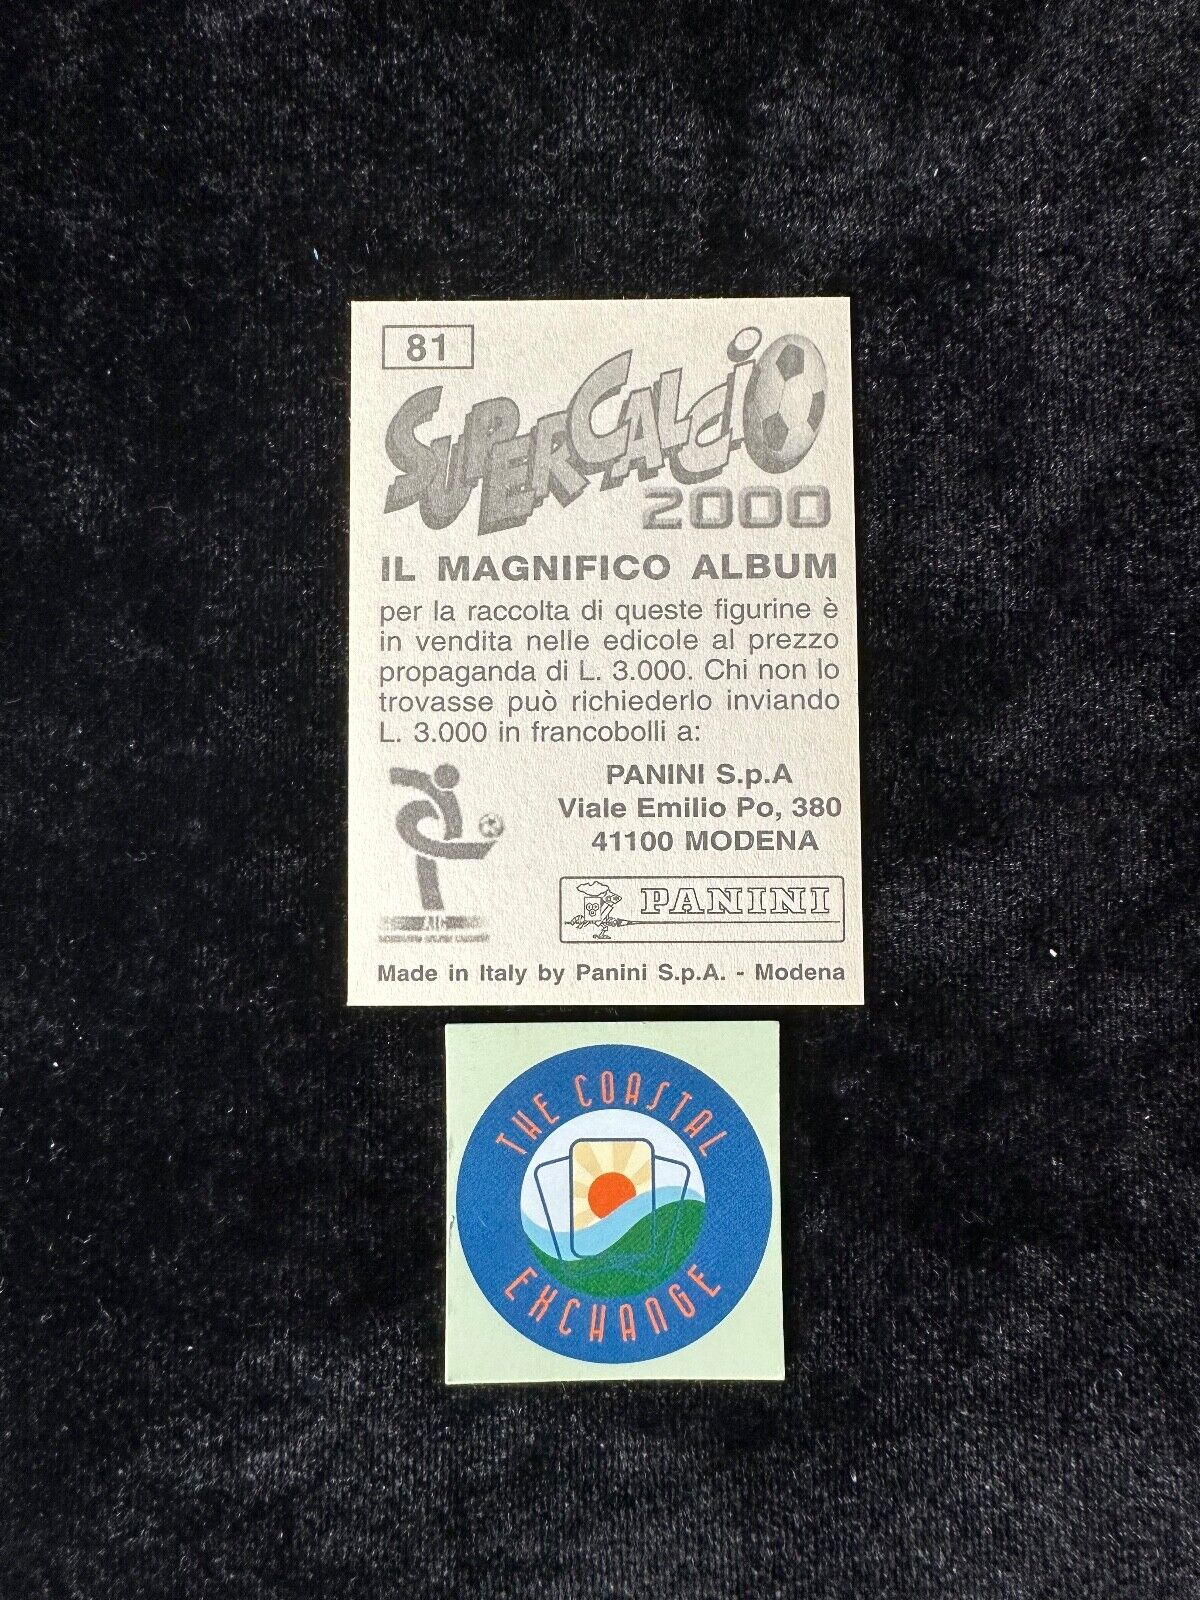 81
SUPERCALCIO
2000
IL MAGNIFICO ALBUM
per la raccolta di queste figurine è
in vendita nelle edicole al prezzo
propaganda di L. 3.000. Chi non lo
trovasse può richiederlo inviando
L. 3.000 in francobolli a:
PANINI S.p.A
Viale Emilio Po, 380
41100 MODENA
PANINI
Made in Italy by Panini S.p.A. - Modena
THE COASTAL
EXCHANGE